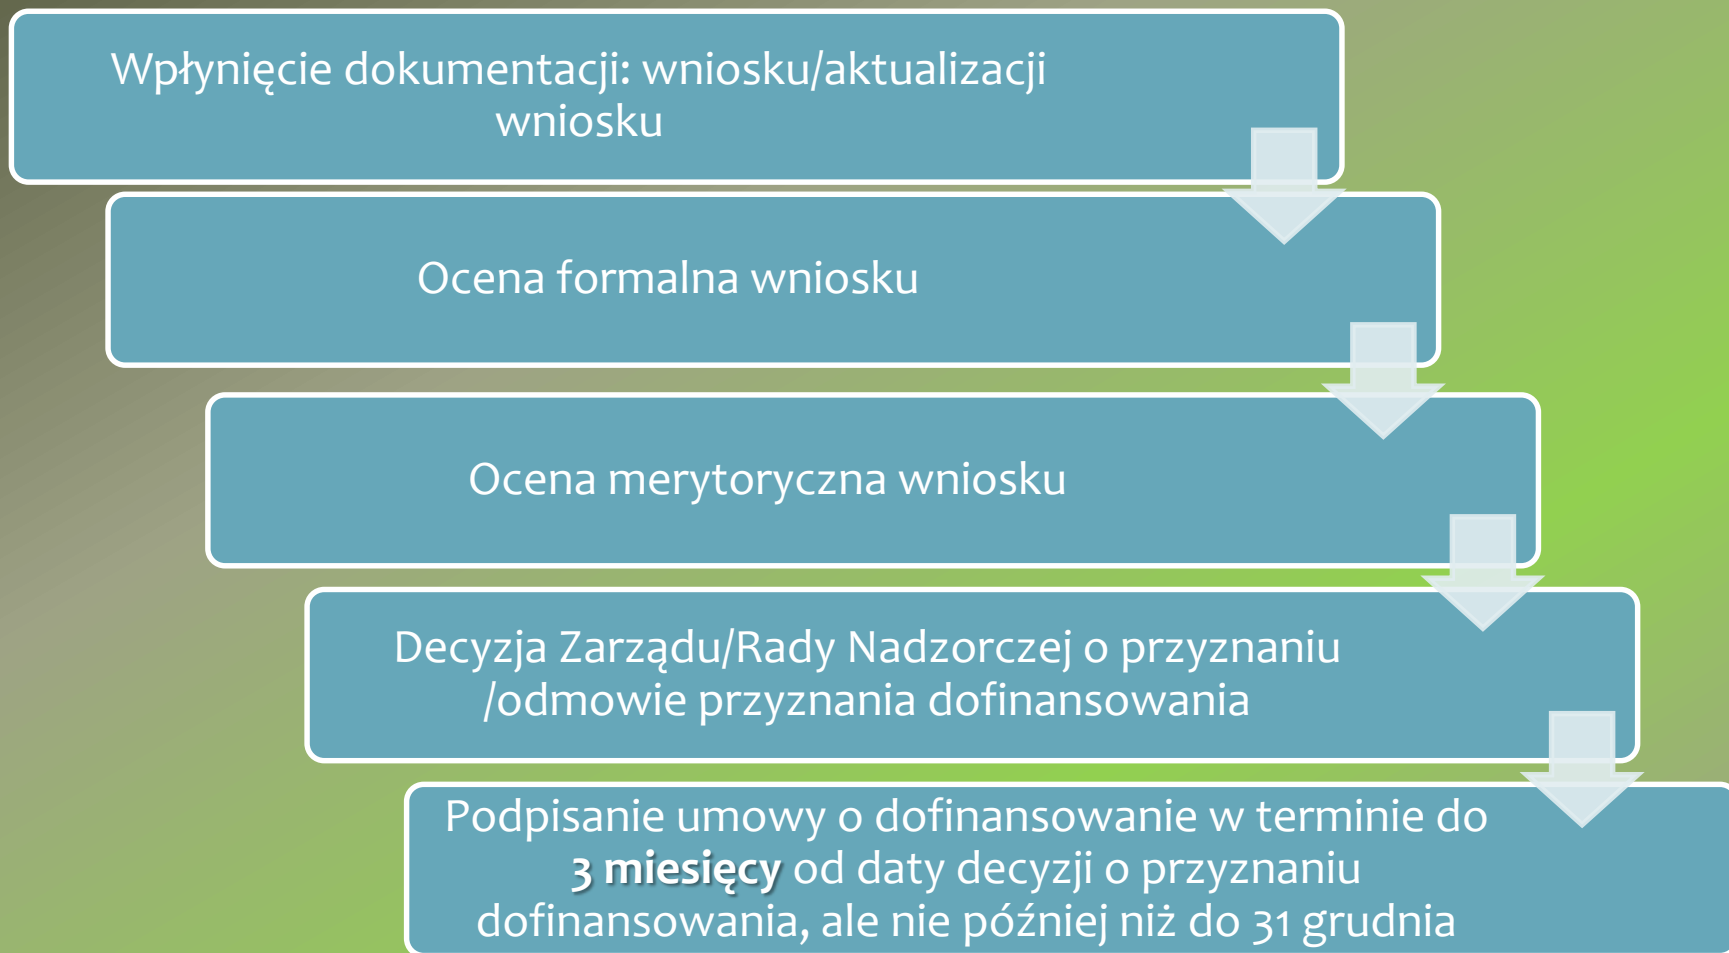 Wpłynięcie dokumentacji: wniosku/aktualizacji
wniosku
Ocena formalna wniosku
Ocena merytoryczna wniosku
Decyzja Zarządu/Rady Nadzorczej o przyznaniu
/odmowie przyznania dofinansowania
Podpisanie umowy o dofinansowanie w terminie do
3 miesięcy od daty decyzji o przyznaniu
dofinansowania, ale nie później niż do 31 grudnia